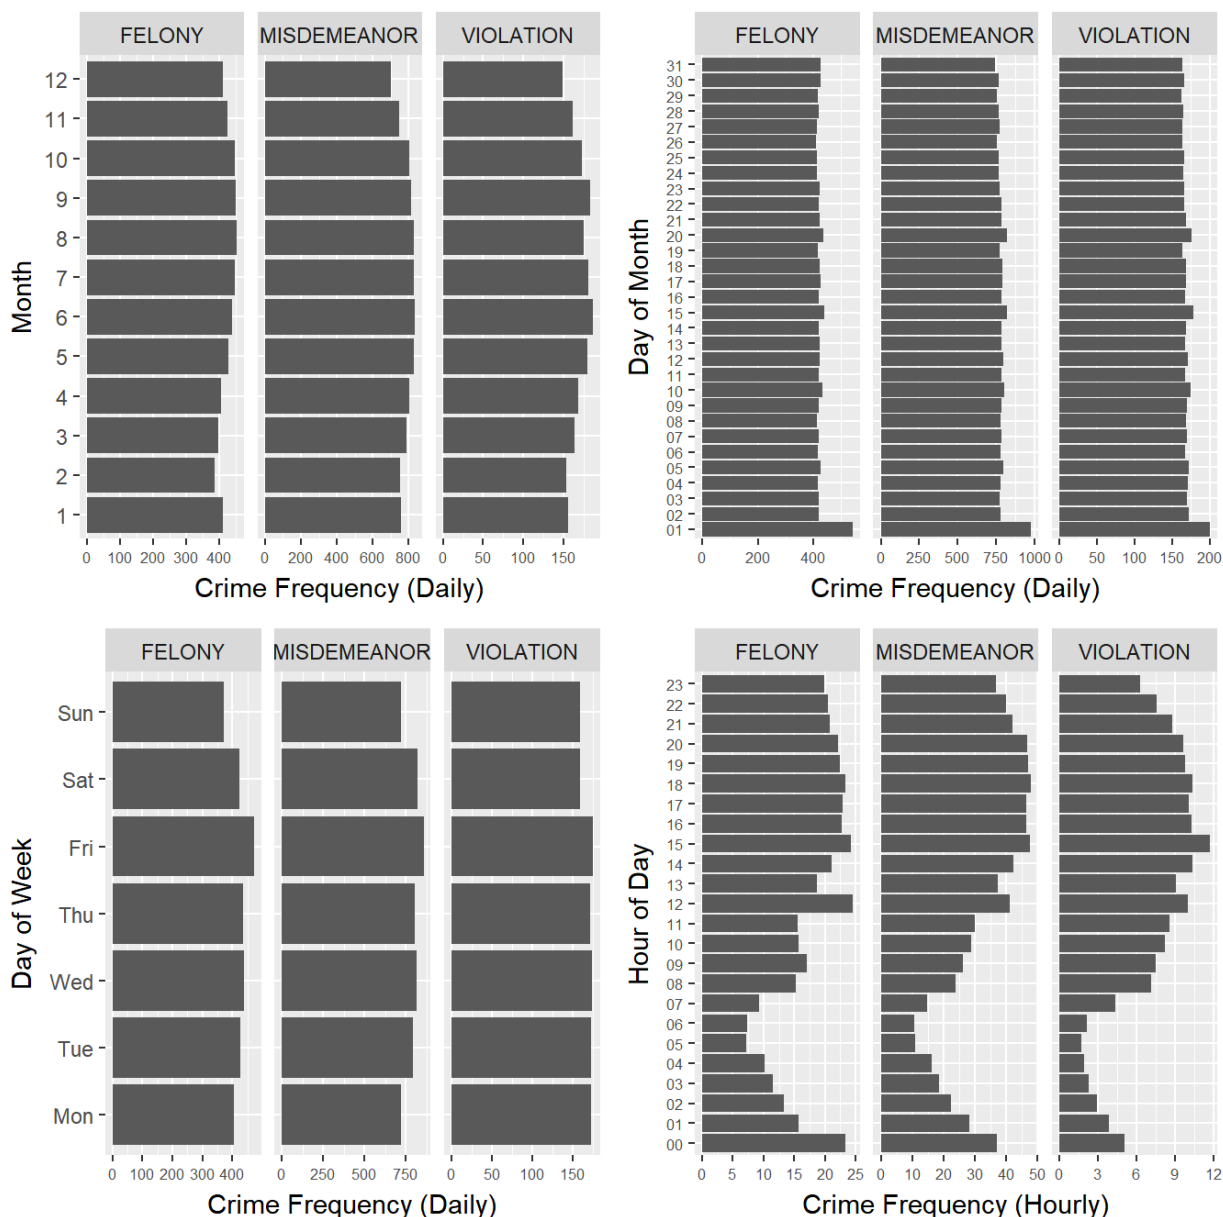 FELONY MISDEMEANOR VIOLATION
Month
12
11
10
9
8
7
6
5
4
3
2
1
0 100 200 300 400 0 200 400 600 800 0 50 100 150
Crime Frequency (Daily)
FELONY MISDEMEANOR VIOLATION
Day of Month
31
30
29
28
27
26
25
24
23
22
21
20
19
18
17
16
15
14
13
12
11
10
09
08
07
06
05
04
03
02
01
0 200 400 0 250 500 750 1000 0 50 100 150 200
Crime Frequency (Daily)
FELONY MISDEMEANOR VIOLATION
Day of Week
Sun
Sat
Fri
Thu
Wed
Tue
Mon
0 100 200 300 400 0 250 500 750 0 50 100 150
Crime Frequency (Daily)
FELONY MISDEMEANOR VIOLATION
Hour of Day
23
22
21
20
19
18
17
16
15
14
13
12
11
10
09
08
07
06
05
04
03
02
01
00
0 5 10 15 20 25 0 10 20 30 40 50 0 3 6 9 12
Crime Frequency (Hourly)